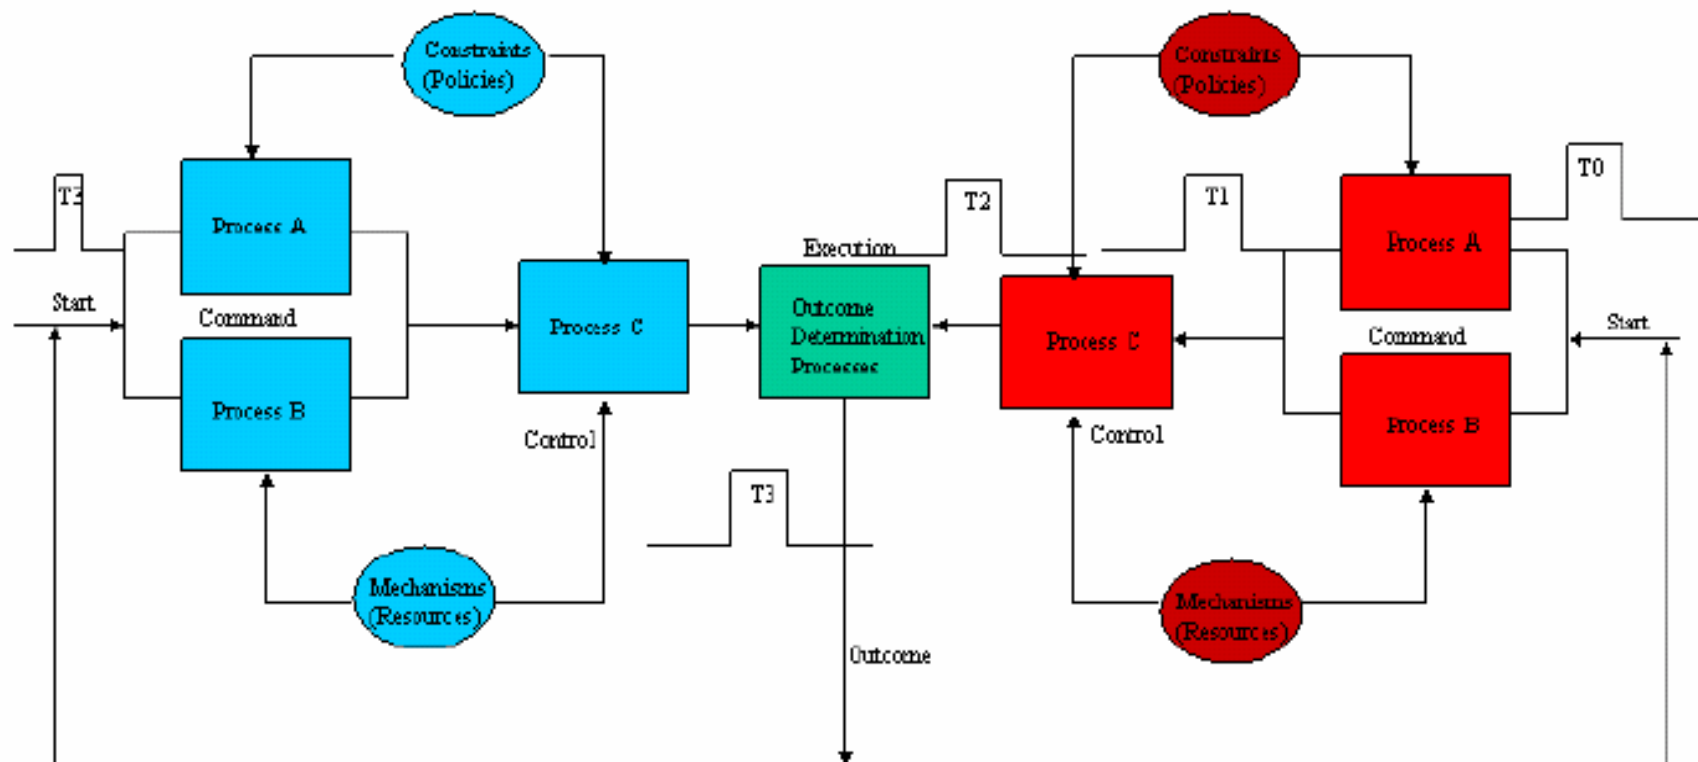 Constraints
(Policies)
Constraints
(Policies)
T3
Process A
T2
T1
Process A
T0
Execution
Start
Command
Process C
Outcome
Determination
Processes
Process C
Command
Start
Process B
Control
Control
Process B
T3
Mechanisms
(Resources)
Mechanisms
(Resources)
Outcome